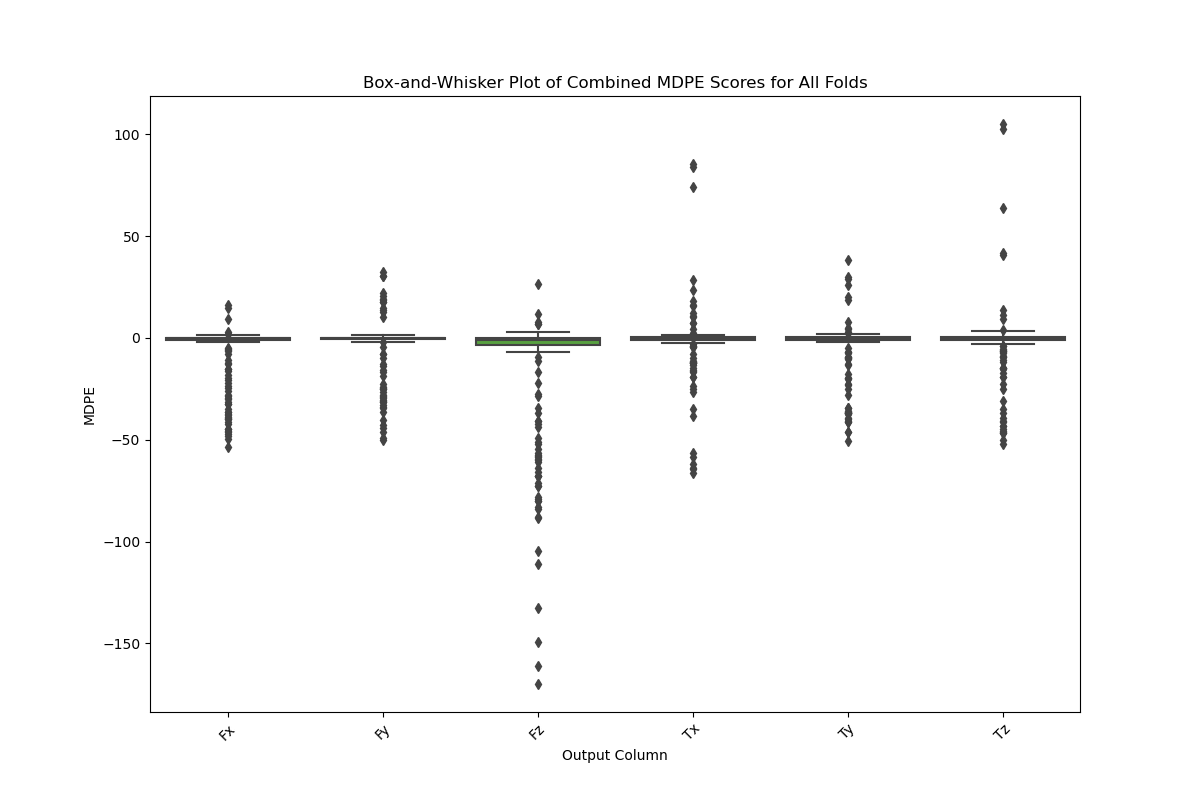 Box-and-Whisker Plot of Combined MDPE Scores for All Folds
100
50
0
−50
−100
−150
MDPE
Fx Fy Fz Tx Ty Tz
Output Column